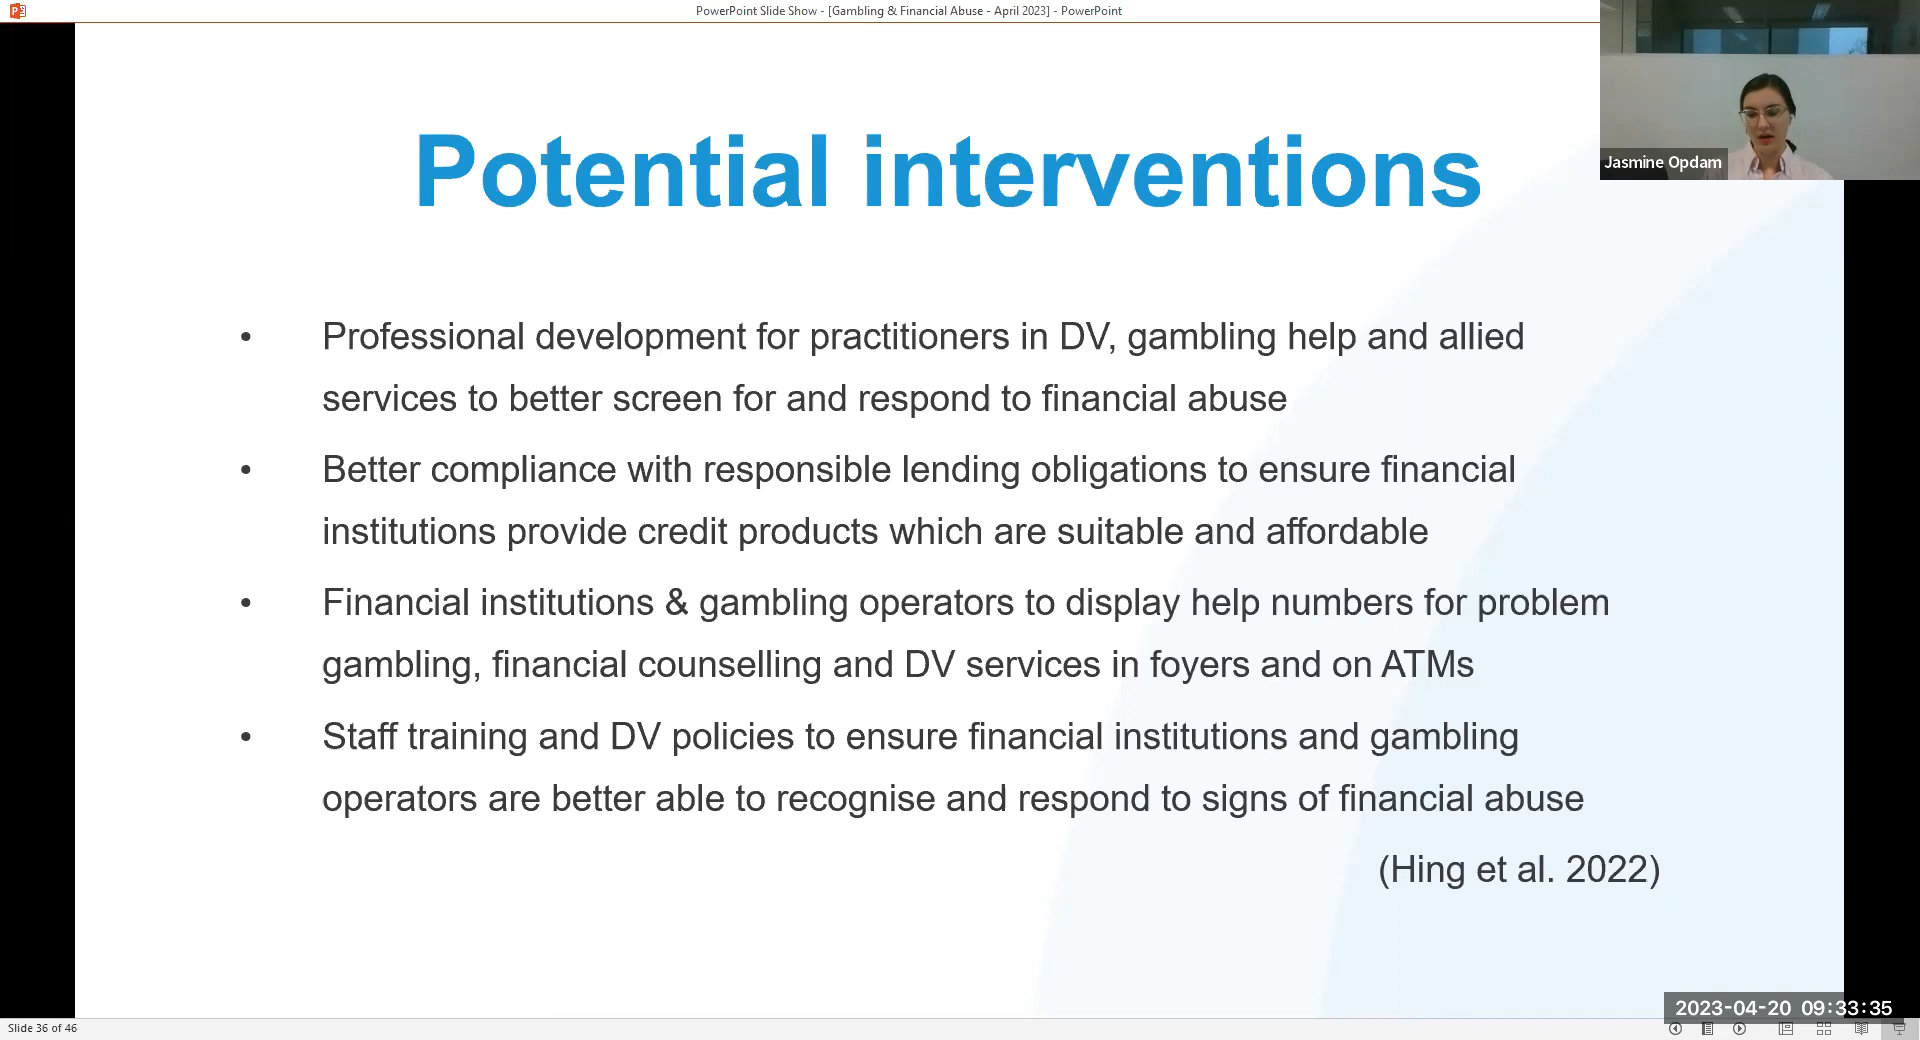 PowerPoint Slide Show - [Gambling & Financial Abuse - April 2023] - PowerPoint
Jasmine Opdam
Potential interventions
• Professional development for practitioners in DV, gambling help and allied
services to better screen for and respond to financial abuse
• Better compliance with responsible lending obligations to ensure financial
institutions provide credit products which are suitable and affordable
• Financial institutions & gambling operators to display help numbers for problem
gambling, financial counselling and DV services in foyers and on ATMs
• Staff training and DV policies to ensure financial institutions and gambling
operators are better able to recognise and respond to signs of financial abuse
(Hing et al. 2022)
2023-04-20 09:33:35
Slide 36 of 46